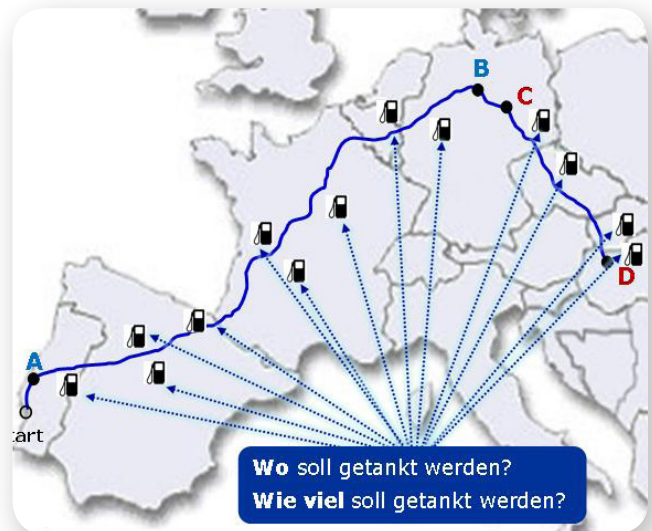 B
C
A
D
tart
Wo soll getankt werden?
Wie viel soll getankt werden?